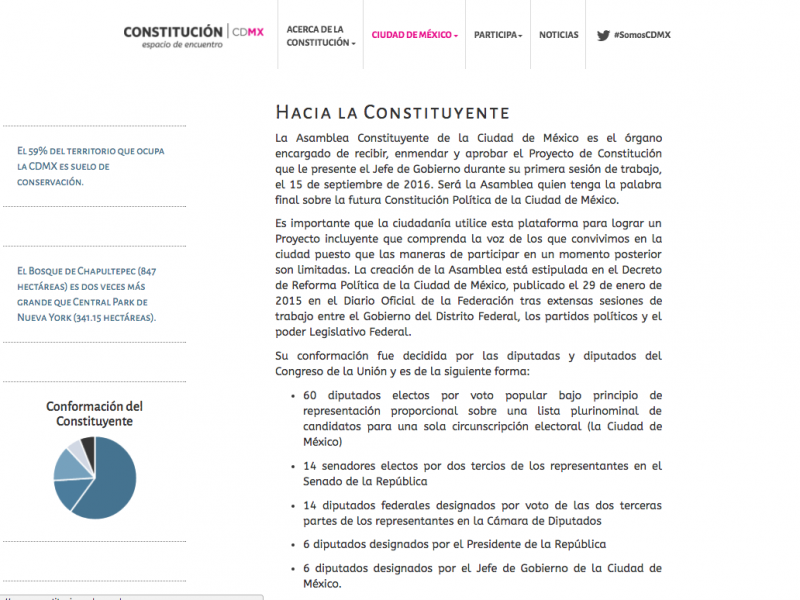 CONSTITUCIÓN | CDMX
espacio de encuentro
ACERCA DE LA
CONSTITUCIÓN
CIUDAD DE MÉXICO
PARTICIPA
NOTICIAS
#SomosCDMX
El 59% del territorio que ocupa
la CDMX es suelo de
conservación.
El Bosque de Chapultepec (847
hectáreas) es dos veces más
grande que Central Park de
Nueva York (341.15 hectáreas).
Conformación del
Constituyente
Hacia la Constituyente
La Asamblea Constituyente de la Ciudad de México es el órgano
encargado de recibir, enmendar y aprobar el Proyecto de Constitución
que le presente el Jefe de Gobierno durante su primera sesión de trabajo,
el 15 de septiembre de 2016. Será la Asamblea quien tenga la palabra
final sobre la futura Constitución Política de la Ciudad de México.
Es importante que la ciudadanía utilice esta plataforma para lograr un
Proyecto incluyente que comprenda la voz de los que convivimos en la
ciudad puesto que las maneras de participar en un momento posterior
son limitadas. La creación de la Asamblea está estipulada en el Decreto
de Reforma Política de la Ciudad de México, publicado el 29 de enero de
2015 en el Diario Oficial de la Federación tras extensas sesiones de
trabajo entre el Gobierno del Distrito Federal, los partidos políticos y el
poder Legislativo Federal.
Su conformación fue decidida por las diputadas y diputados del
Congreso de la Unión y es de la siguiente forma:
• 60 diputados electos por voto popular bajo principio de
representación proporcional sobre una lista plurinominal de
candidatos para una sola circunscripción electoral (la Ciudad de
México)
• 14 senadores electos por dos tercios de los representantes en el
Senado de la República
• 14 diputados federales designados por voto de las dos terceras
partes de los representantes en la Cámara de Diputados
• 6 diputados designados por el Presidente de la República
• 6 diputados designados por el Jefe de Gobierno de la Ciudad de
México.